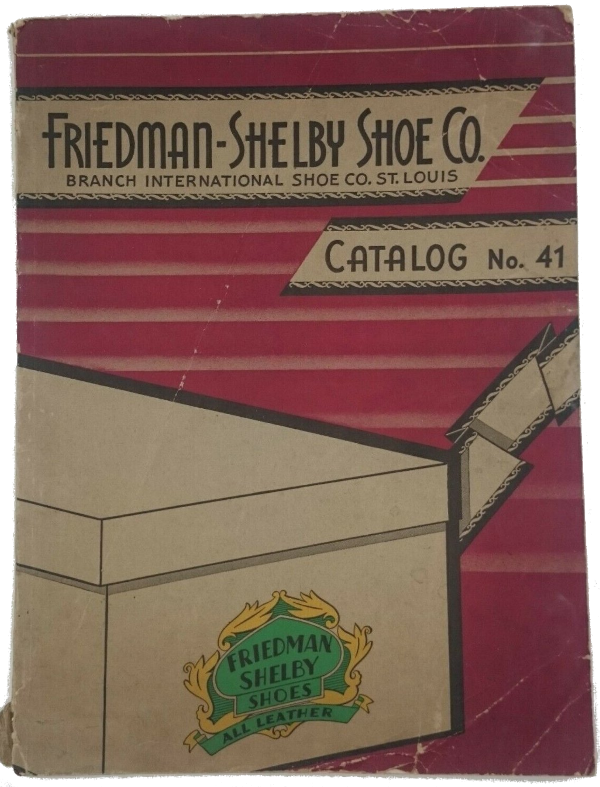 FRIEDMAN-SHELBY SHOE CO.
BRANCH INTERNATIONAL SHOE CO. ST. LOUIS
CATALOG No. 41
FRIEDMAN
SHELBY
SHOES
ALL LEATHER